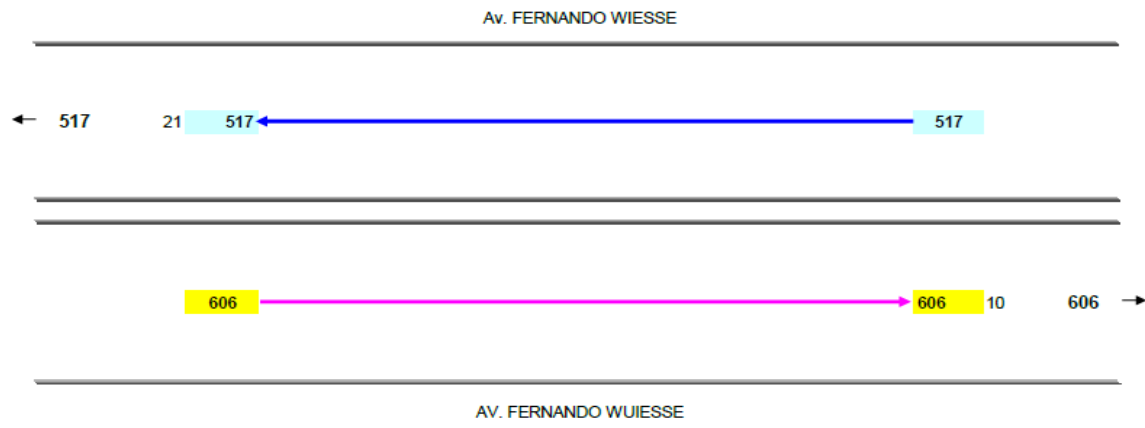 Av. FERNANDO WIESSE
517 21 517 517
606 606 10 606
AV. FERNANDO WUIESSE